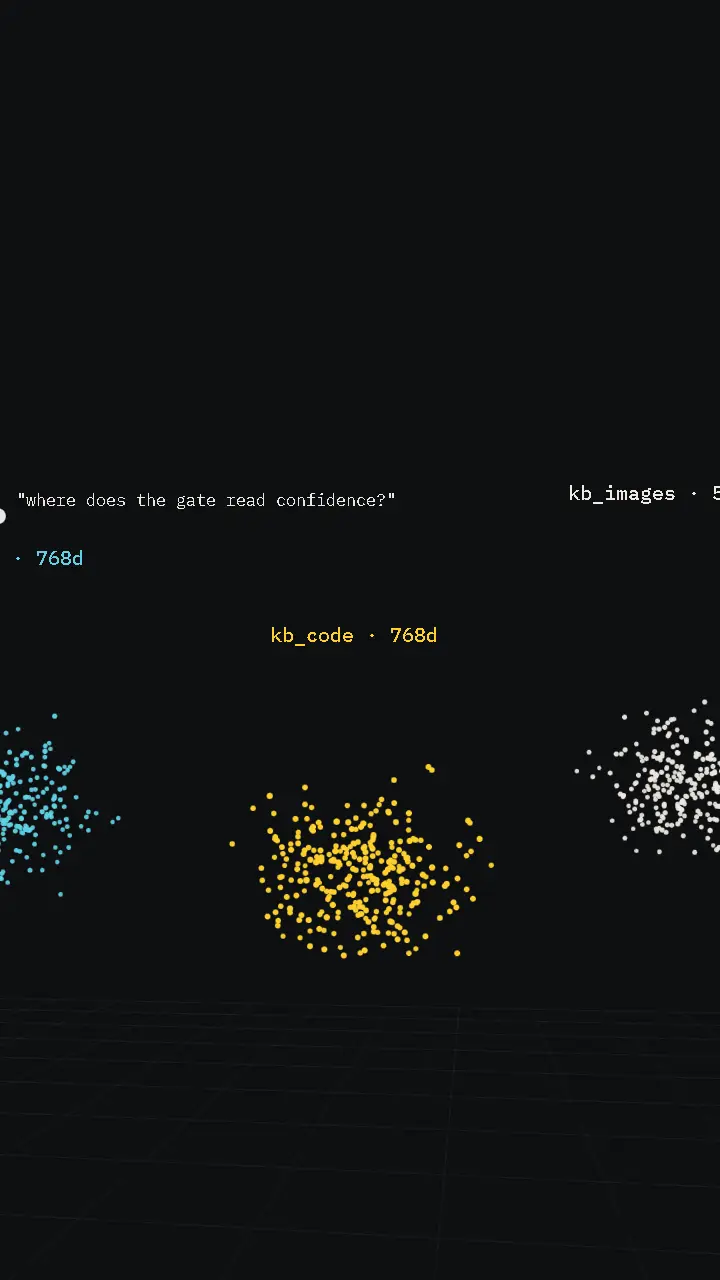 "where does the gate read confidence?"
kb_images · 5
· 768d
kb_code · 768d